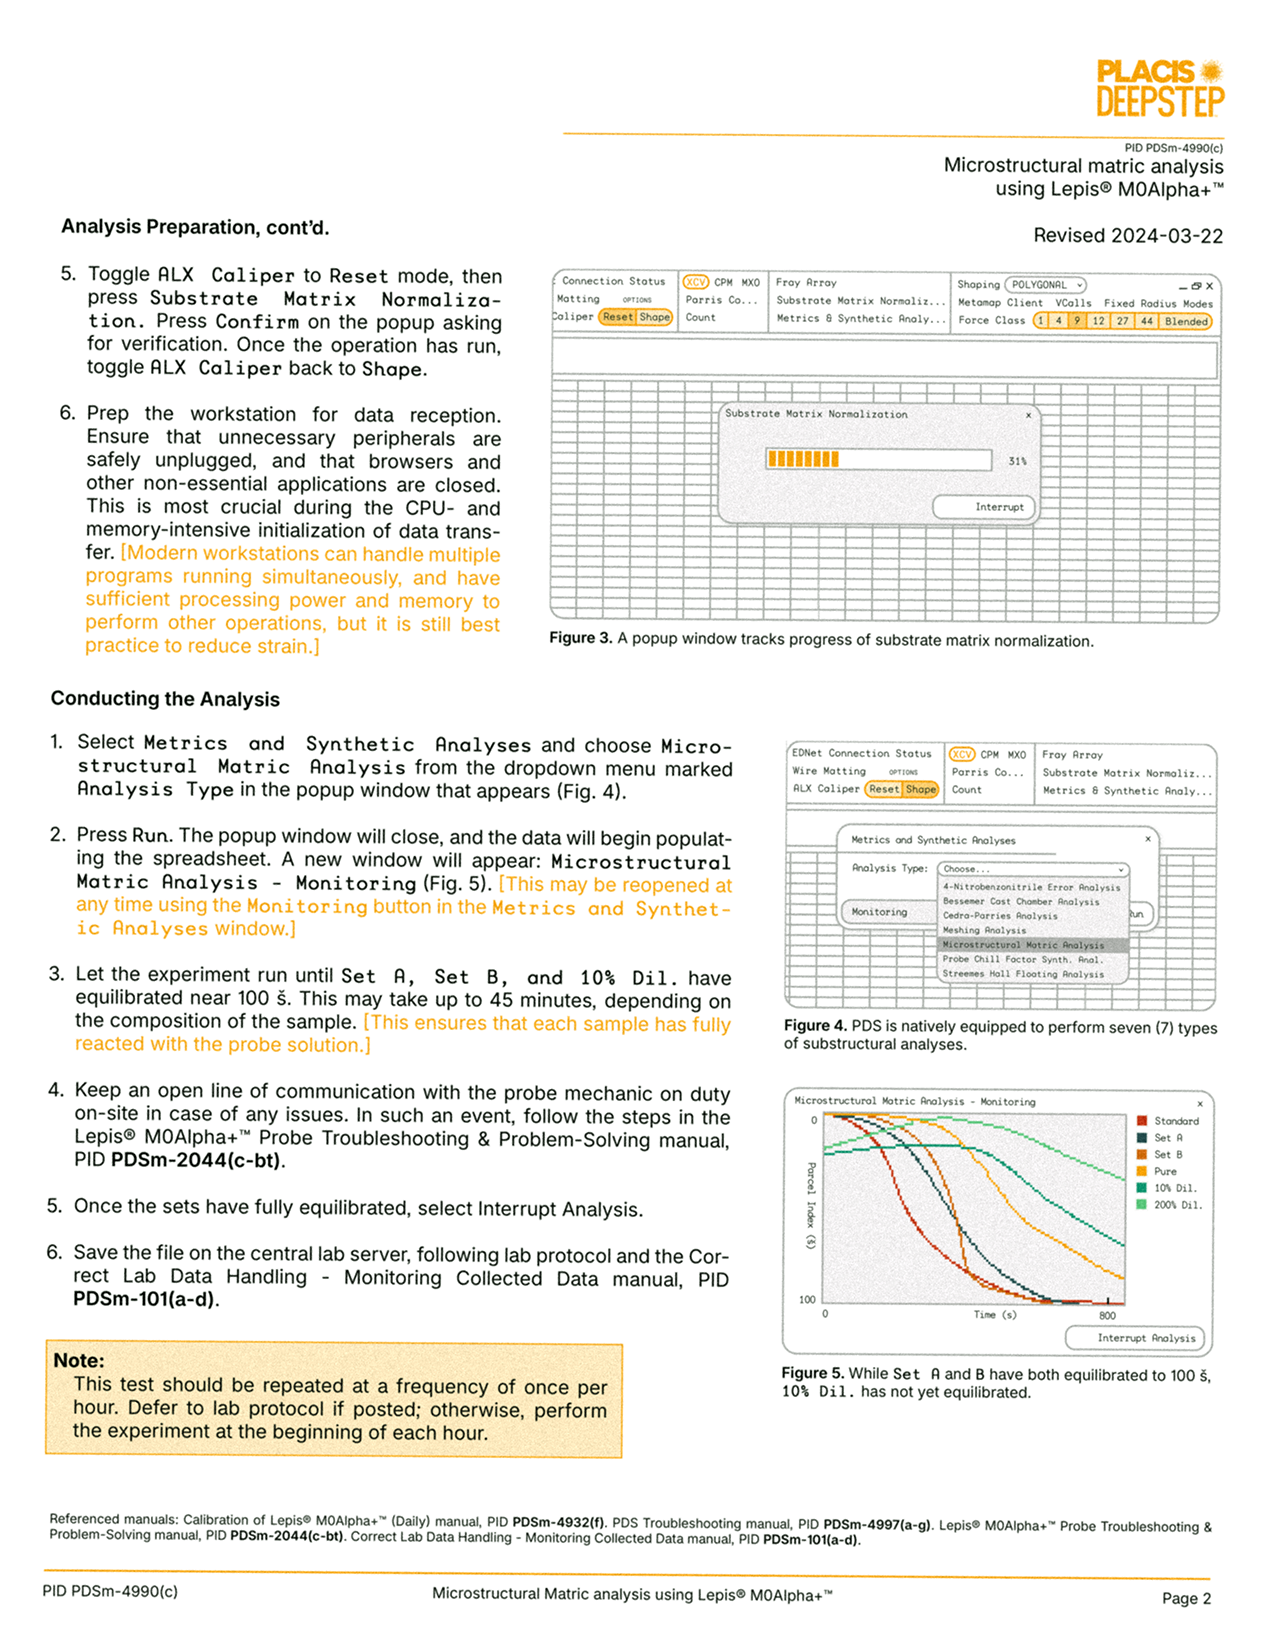 PLACIS
DEEPSTEP
PID PDSm-4990(c)
Microstructural matric analysis
using Lepis® M0Alpha+™
Revised 2024-03-22
Analysis Preparation, cont'd.
5. Toggle ALX Caliper to Reset mode, then
press Substrate Matrix Normaliza-
tion. Press Confirm on the popup asking
for verification. Once the operation has run,
toggle ALX Caliper back to Shape.
6. Prep the workstation for data reception.
Ensure that unnecessary peripherals are
safely unplugged, and that browsers and
other non-essential applications are closed.
This is most crucial during the CPU- and
memory-intensive initialization of data trans-
fer. [Modern workstations can handle multiple
programs running simultaneously, and have
sufficient processing power and memory to
perform other operations, but it is still best
practice to reduce strain.]
Connection Status XCV CPM MXO Fray Array Shaping POLYGONAL
Matting OPTIONS Parris Co... Substrate Matrix Normaliz... Metamap Client VCalls Fixed Radius Modes
Caliper Reset Shape Count Metrics & Synthetic Analy... Force Class 1 4 9 12 27 44 Blended
Substrate Matrix Normalization x
31%
Interrupt
Figure 3. A popup window tracks progress of substrate matrix normalization.
Conducting the Analysis
1. Select Metrics and Synthetic Analyses and choose Micro-
structural Matric Analysis from the dropdown menu marked
Analysis Type in the popup window that appears (Fig. 4).
2. Press Run. The popup window will close, and the data will begin populat-
ing the spreadsheet. A new window will appear: Microstructural
Matric Analysis - Monitoring (Fig. 5). [This may be reopened at
any time using the Monitoring button in the Metrics and Synthet-
ic Analyses window.]
3. Let the experiment run until Set A, Set B, and 10% Dil. have
equilibrated near 100 š. This may take up to 45 minutes, depending on
the composition of the sample. [This ensures that each sample has fully
reacted with the probe solution.]
4. Keep an open line of communication with the probe mechanic on duty
on-site in case of any issues. In such an event, follow the steps in the
Lepis® M0Alpha+™ Probe Troubleshooting & Problem-Solving manual,
PID PDSm-2044(c-bt).
5. Once the sets have fully equilibrated, select Interrupt Analysis.
6. Save the file on the central lab server, following lab protocol and the Cor-
rect Lab Data Handling - Monitoring Collected Data manual, PID
PDSm-101(a-d).
EDNet Connection Status XCV CPM MXO Fray Array
Wire Matting OPTIONS Parris Co... Substrate Matrix Normaliz...
ALX Caliper Reset Shape Count Metrics & Synthetic Analy...
Metrics and Synthetic Analyses x
Analysis Type: Choose...
4-Nitrobenzonitrile Error Analysis
Bessemer Cast Chamber Analysis
Monitoring
Cedra-Parries Analysis
Run
Meshing Analysis
Microstructural Matric Analysis
Probe Chill Factor Synth. Anal.
Streemes Hall Floating Analysis
Figure 4. PDS is natively equipped to perform seven (7) types
of substructural analyses.
Microstructural Matric Analysis - Monitoring x
0
Parcel Index (š)
100
0
Time (s)
800
Standard
Set A
Set B
Pure
10% Dil.
200% Dil.
Interrupt Analysis
Figure 5. While Set A and B have both equilibrated to 100 š,
10% Dil. has not yet equilibrated.
Note:
This test should be repeated at a frequency of once per
hour. Defer to lab protocol if posted; otherwise, perform
the experiment at the beginning of each hour.
Referenced manuals: Calibration of Lepis® M0Alpha+™ (Daily) manual, PID PDSm-4932(f). PDS Troubleshooting manual, PID PDSm-4997(a-g). Lepis® M0Alpha+™ Probe Troubleshooting &
Problem-Solving manual, PID PDSm-2044(c-bt). Correct Lab Data Handling - Monitoring Collected Data manual, PID PDSm-101(a-d).
PID PDSm-4990(c) Microstructural Matric analysis using Lepis® M0Alpha+™ Page 2